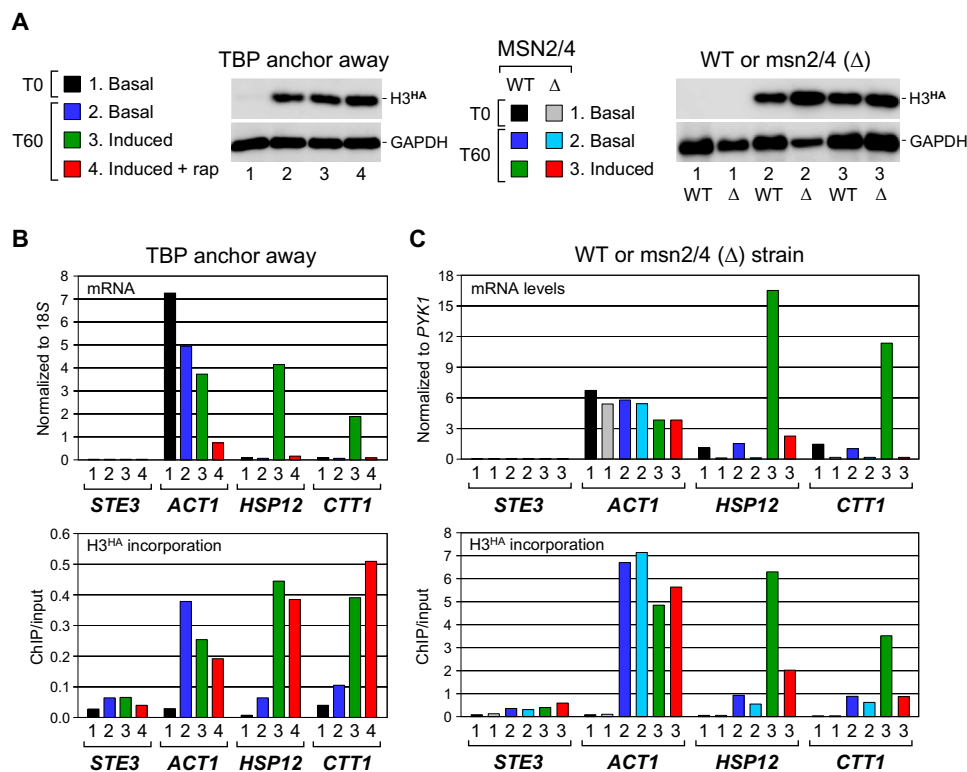 A
TBP anchor away
T0
1. Basal
T60
2. Basal
3. Induced
4. Induced + rap
H3HA
GAPDH
1 2 3 4
MSN2/4
WT Δ
T0
1. Basal
T60
2. Basal
3. Induced
WT or msn2/4 (Δ)
H3HA
GAPDH
1 1 2 2 3 3
WT Δ WT Δ WT Δ
B
TBP anchor away
mRNA
Normalized to 18S
8
7
6
5
4
3
2
1
0
1 2 3 4 1 2 3 4 1 2 3 4 1 2 3 4
STE3 ACT1 HSP12 CTT1
H3HA incorporation
ChIP/input
0.6
0.5
0.4
0.3
0.2
0.1
0.0
1 2 3 4 1 2 3 4 1 2 3 4 1 2 3 4
STE3 ACT1 HSP12 CTT1
C
WT or msn2/4 (Δ) strain
mRNA levels
Normalized to PYK1
18
15
12
9
6
3
0
1 1 2 2 3 3 1 1 2 2 3 3 1 1 2 2 3 3 1 1 2 2 3 3
STE3 ACT1 HSP12 CTT1
H3HA incorporation
ChIP/input
8
7
6
5
4
3
2
1
0
1 1 2 2 3 3 1 1 2 2 3 3 1 1 2 2 3 3 1 1 2 2 3 3
STE3 ACT1 HSP12 CTT1